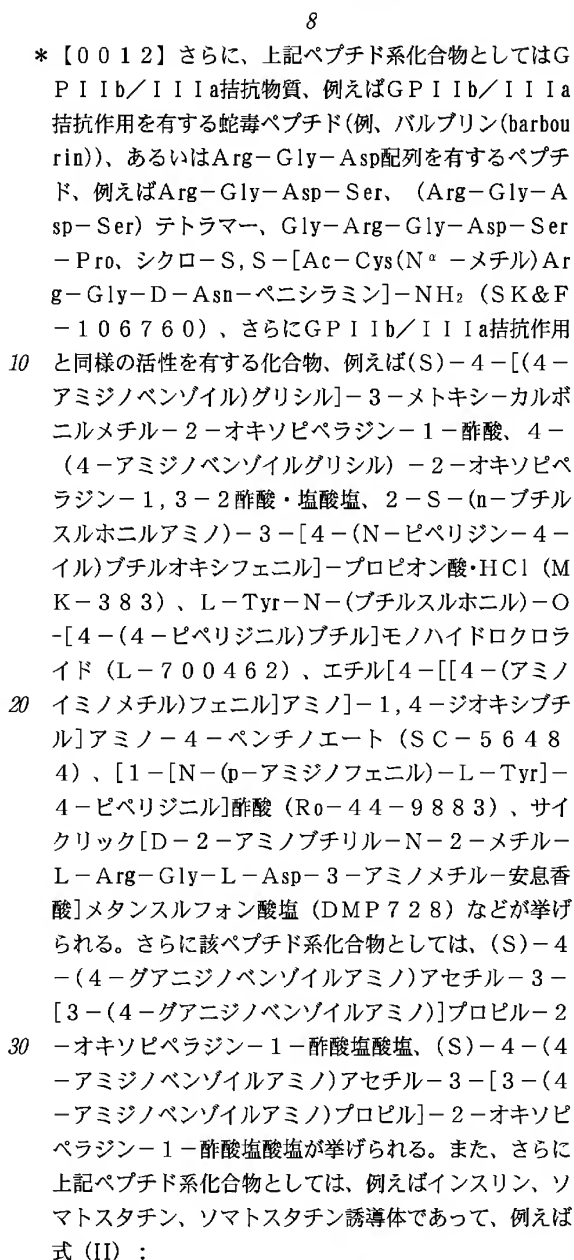 8
*【0012】さらに、上記ペプチド系化合物としてはG
PIIb/IIIa拮抗物質、例えばGPIIb/IIIa
拮抗作用を有する蛇毒ペプチド(例、バルブリン(barbou
rin))、あるいはArg-Gly-Asp配列を有するペプチ
ド、例えばArg-Gly-Asp-Ser、(Arg-Gly-A
sp-Ser)テトラマー、Gly-Arg-Gly-Asp-Ser
-Pro、シクロ-S,S-[Ac-Cys(Nα-メチル)Ar
g-Gly-D-Asn-ペニシラミン]-NH₂(SK&F
-106760)、さらにGPIIb/IIIa拮抗作用
10 と同様の活性を有する化合物、例えば(S)-4-[(4-
アミジノベンゾイル)グリシル]-3-メトキシ-カルボ
ニルメチル-2-オキソピペラジン-1-酢酸、4-
(4-アミジノベンゾイルグリシル)-2-オキソピペ
ラジン-1,3-2酢酸・塩酸塩、2-S-(n-ブチル
スルホニルアミノ)-3-[4-(N-ピペリジン-4-
イル)ブチルオキシフェニル]-プロピオン酸・HCl(M
K-383)、L-Tyr-N-(ブチルスルホニル)-O
-[4-(4-ピペリジニル)ブチル]モノハイドロクロラ
イド(L-700462)、エチル[4-[[4-(アミノ
20 イミノメチル)フェニル]アミノ]-1,4-ジオキシブチ
ル]アミノ-4-ペンチノエート(SC-5648
4)、[1-[N-(p-アミジノフェニル)-L-Tyr]-
4-ピペリジニル]酢酸(Ro-44-9883)、サイ
クリック[D-2-アミノブチリル-N-2-メチル-
L-Arg-Gly-L-Asp-3-アミノメチル-安息香
酸]メタンスルフォン酸塩(DMP728)などが挙げ
られる。さらに該ペプチド系化合物としては、(S)-4
-(4-グアニジノベンゾイルアミノ)アセチル-3-
[3-(4-グアニジノベンゾイルアミノ)]プロピル-2
30 -オキソピペラジン-1-酢酸塩酸塩、(S)-4-(4
-アミジノベンゾイルアミノ)アセチル-3-[3-(4
-アミジノベンゾイルアミノ)プロピル]-2-オキソピ
ペラジン-1-酢酸塩酸塩が挙げられる。また、さらに
上記ペプチド系化合物としては、例えばインスリン、ソ
マトスタチン、ソマトスタチン誘導体であって、例えば
式(II):